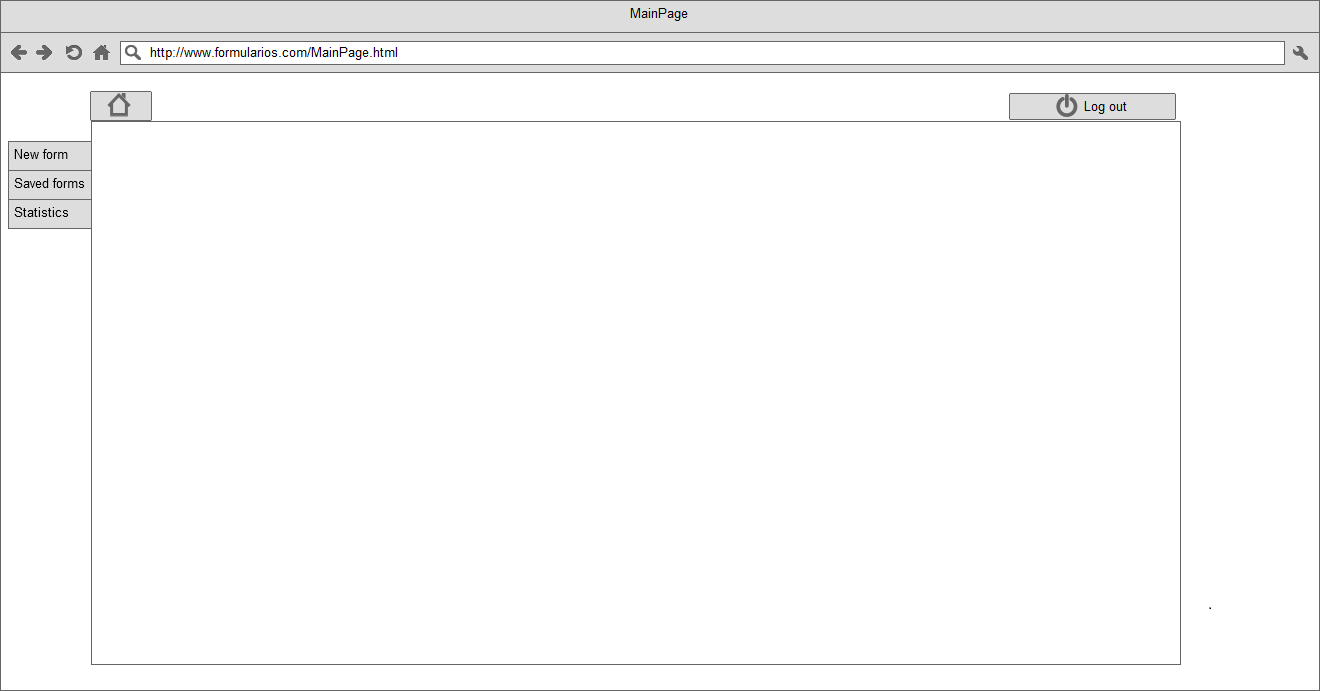 MainPage
http://www.formularios.com/MainPage.html
Log out
New form
Saved forms
Statistics
.